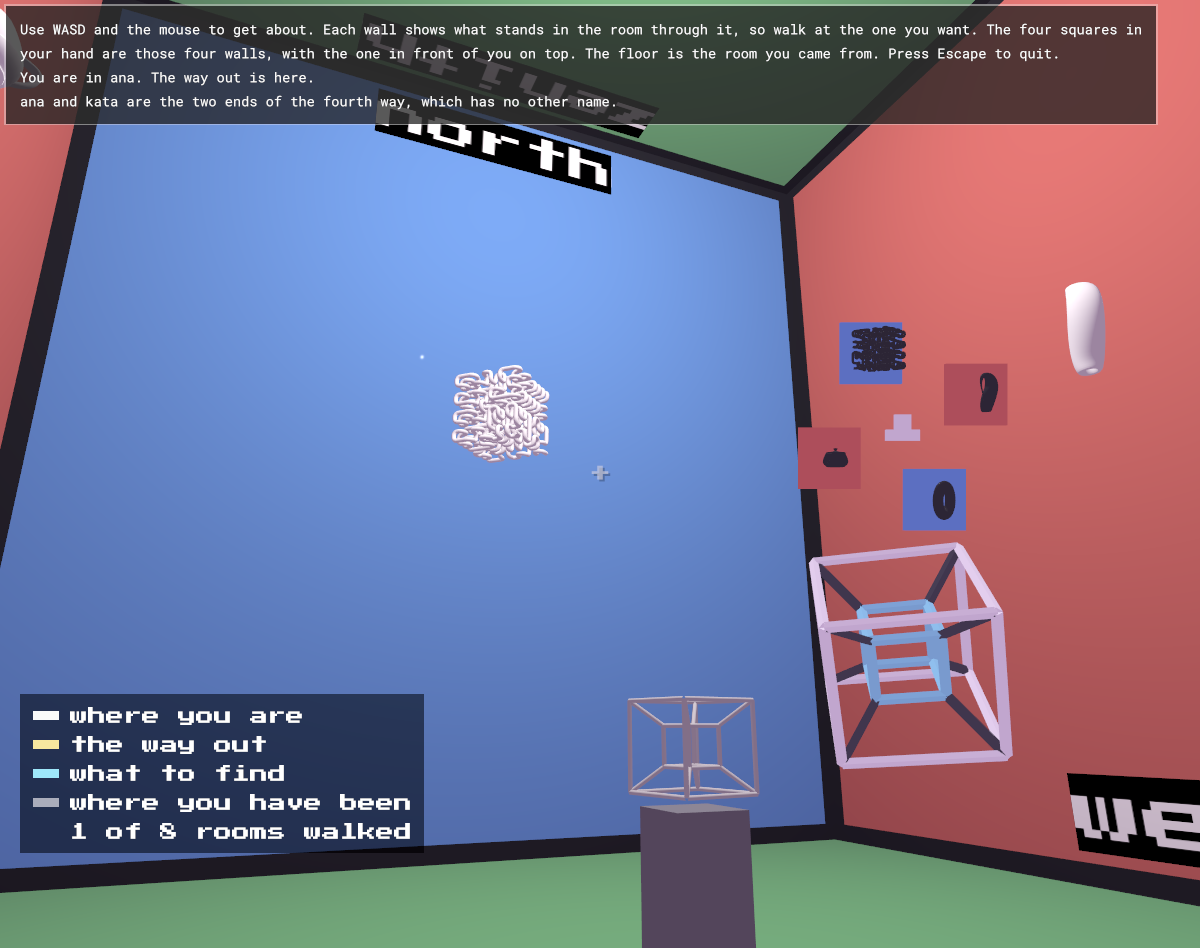 Use WASD and the mouse to get about. Each wall shows what stands in the room through it, so walk at the one you want. The four squares in
your hand are those four walls, with the one in front of you on top. The floor is the room you came from. Press Escape to quit.
You are in ana. The way out is here.
ana and kata are the two ends of the fourth way, which has no other name.
north
where you are
the way out
what to find
where you have been
1 of 8 rooms walked